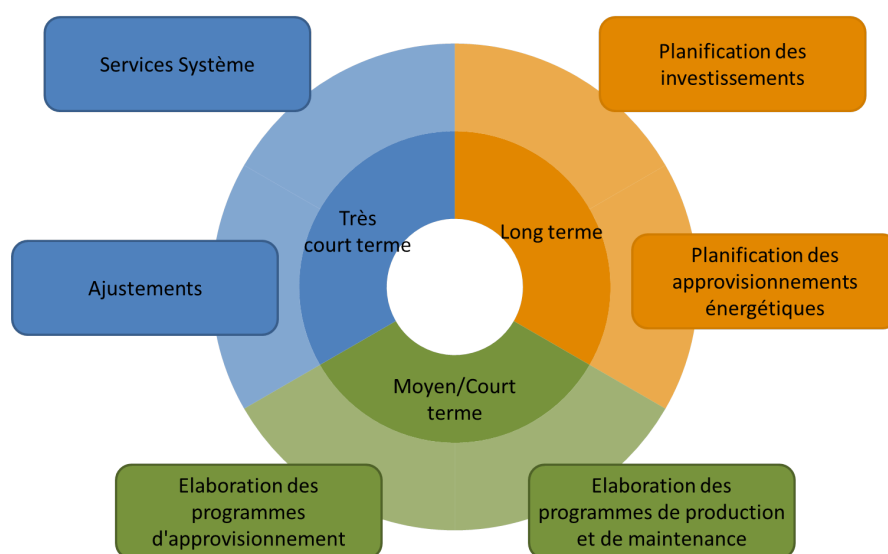 Services Système
Planification des
investissements
Très
court terme
Long terme
Ajustements
Planification des
approvisionnements
énergétiques
Moyen/Court
terme
Elaboration des
programmes
d'approvisionnement
Elaboration des
programmes de production
et de maintenance